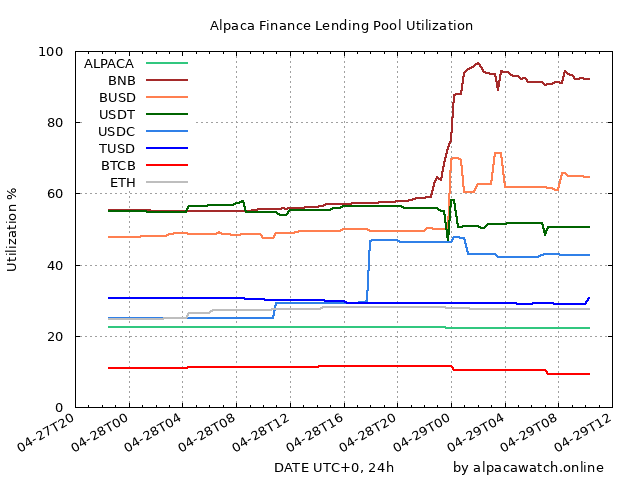 Alpaca Finance Lending Pool Utilization
100
80
60
40
20
0
Utilization %
ALPACA
BNB
BUSD
USDT
USDC
TUSD
BTCB
ETH
04-27T20
04-28T00
04-28T04
04-28T08
04-28T12
04-28T16
04-28T20
04-29T00
04-29T04
04-29T08
04-29T12
DATE UTC+0, 24h
by alpacawatch.online